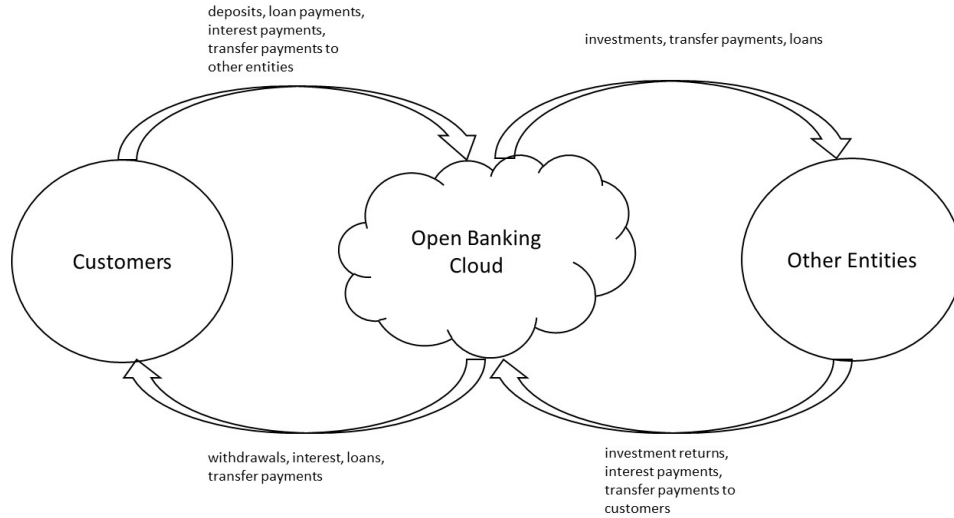 deposits, loan payments,
interest payments,
transfer payments to
other entities
investments, transfer payments, loans
Customers
Open Banking
Cloud
Other Entities
withdrawals, interest, loans,
transfer payments
investment returns,
interest payments,
transfer payments to
customers